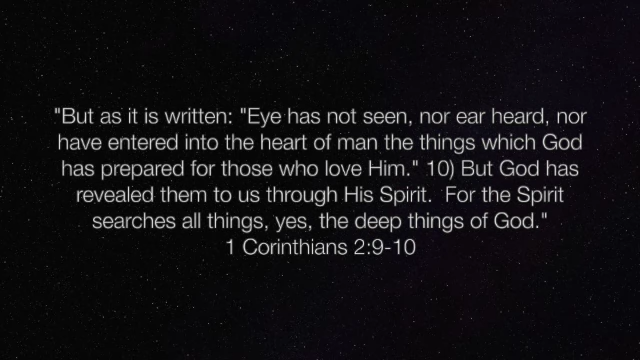 "But as it is written: "Eye has not seen, nor ear heard, nor
have entered into the heart of man the things which God
has prepared for those who love Him." 10) But God has
revealed them to us through His Spirit.  For the Spirit
searches all things, yes, the deep things of God."
1 Corinthians 2:9-10